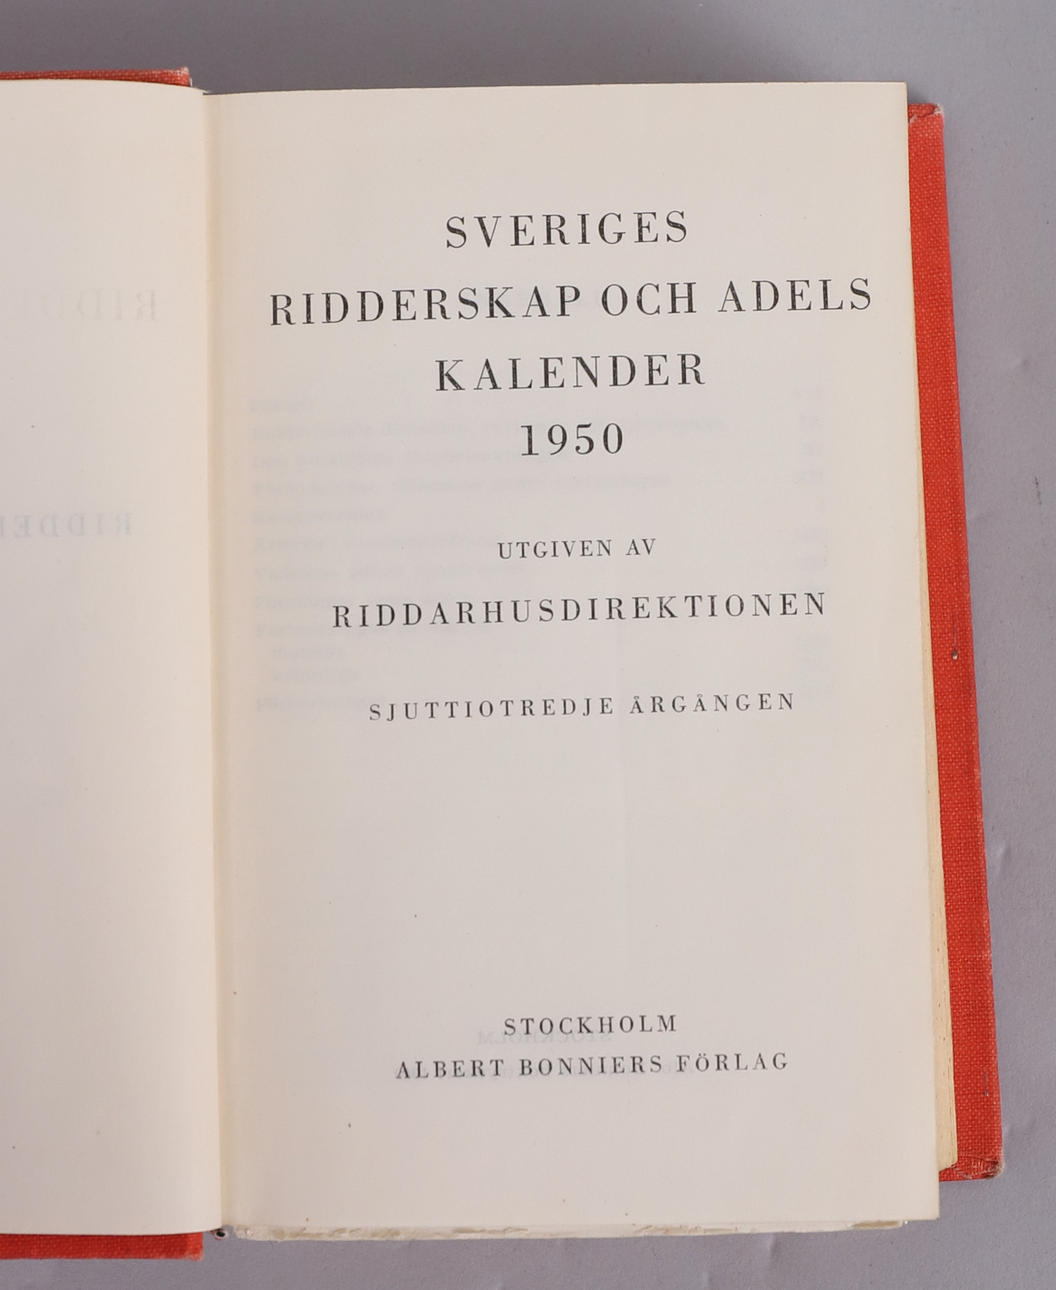 SVERIGES
RIDDERSKAP OCH ADELS
KALENDER
1950
UTGIVEN AV
RIDDARHUSDIREKTIONEN
SJUTTIOTREDJE ÅRGÅNGEN
STOCKHOLM
ALBERT BONNIERS FÖRLAG